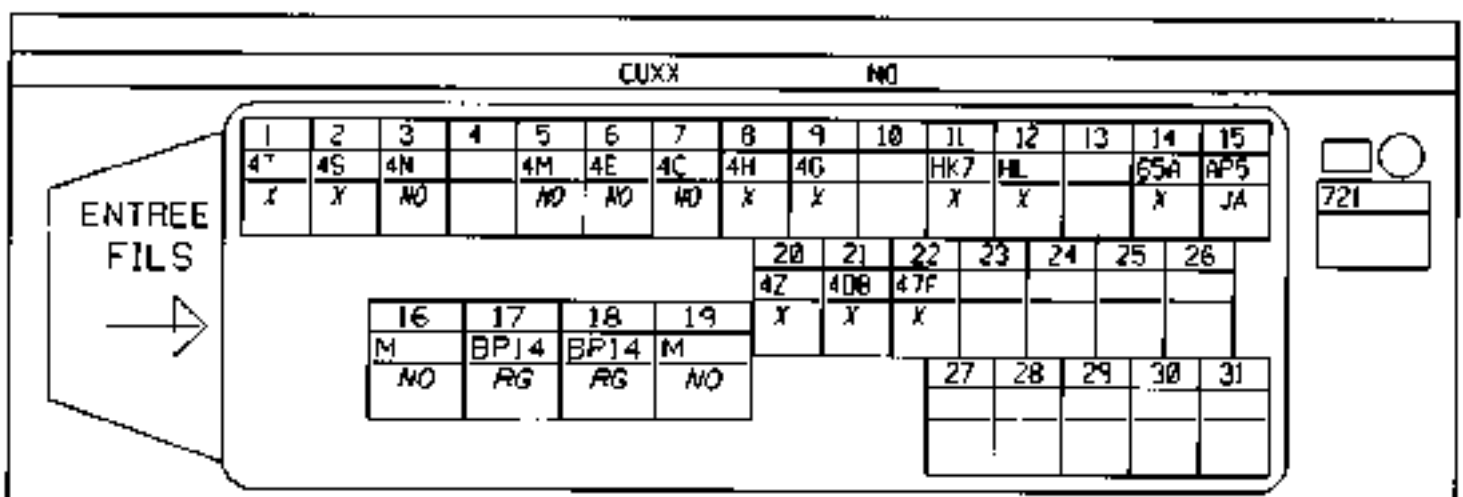 CUXX NO
1 2 3 4 5 6 7 8 9 10 11 12 13 14 15
4S 4N 4M 4E 4C 4H 4G HK7 HL 65A AP5
X X NO NO NO NO X X X X X JA
721
ENTREE
FILS
20 21 22 23 24 25 26
4Z 4DB 47F
X X X
16 17 18 19
M BP14 BP14 M
NO RG RG NO
27 28 29 30 31